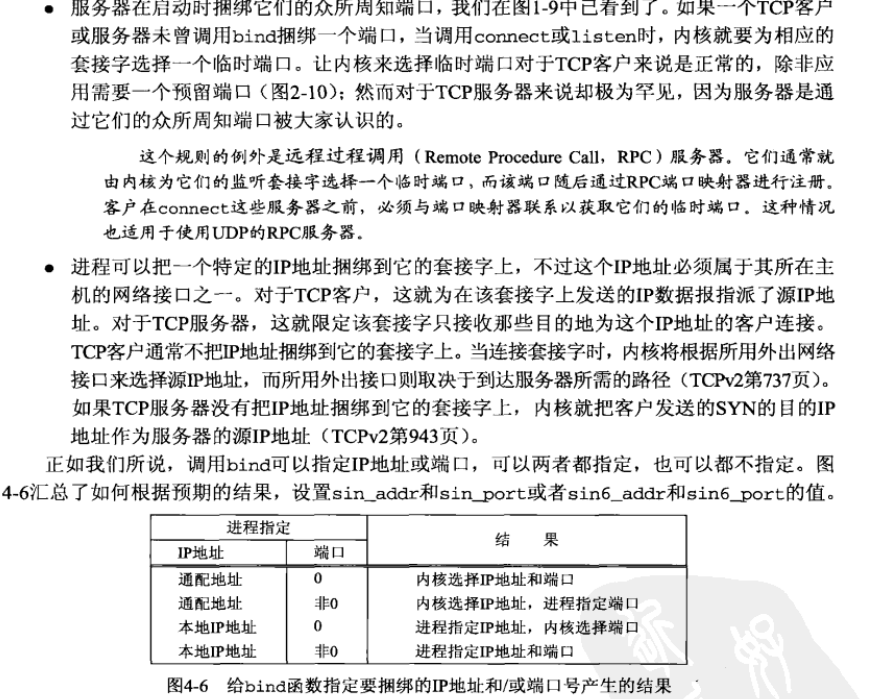 • 服务器在启动时捆绑它们的众所周知端口，我们在图1-9中已看到了。如果一个TCP客户
或服务器未曾调用bind捆绑一个端口，当调用connect或listen时，内核就要为相应的
套接字选择一个临时端口。让内核来选择临时端口对于TCP客户来说是正常的，除非应
用需要一个预留端口（图2-10）；然而对于TCP服务器来说却极为罕见，因为服务器是通
过它们的众所周知端口被大家认识的。
这个规则的例外是远程过程调用（Remote Procedure Call，RPC）服务器。它们通常就
由内核为它们的监听套接字选择一个临时端口，而该端口随后通过RPC端口映射器进行注册。
客户在connect这些服务器之前，必须与端口映射器联系以获取它们的临时端口。这种情况
也适用于使用UDP的RPC服务器。
• 进程可以把一个特定的IP地址捆绑到它的套接字上，不过这个IP地址必须属于其所在主
机的网络接口之一。对于TCP客户，这就为在该套接字上发送的IP数据报指派了源IP地
址。对于TCP服务器，这就限定该套接字只接收那些目的地为这个IP地址的客户连接。
TCP客户通常不把IP地址捆绑到它的套接字上。当连接套接字时，内核将根据所用外出网络
接口来选择源IP地址，而所用外出接口则取决于到达服务器所需的路径（TCPv2第737页）。
如果TCP服务器没有把IP地址捆绑到它的套接字上，内核就把客户发送的SYN的目的IP
地址作为服务器的源IP地址（TCPv2第943页）。
正如我们所说，调用bind可以指定IP地址或端口，可以两者都指定，也可以都不指定。图
4-6汇总了如何根据预期的结果，设置sin_addr和sin_port或者sin6_addr和sin6_port的值。
进程指定 结 果
IP地址 端口
通配地址 0 内核选择IP地址和端口
通配地址 非0 内核选择IP地址，进程指定端口
本地IP地址 0 进程指定IP地址，内核选择端口
本地IP地址 非0 进程指定IP地址和端口
图4-6 给bind函数指定要捆绑的IP地址和/或端口号产生的结果